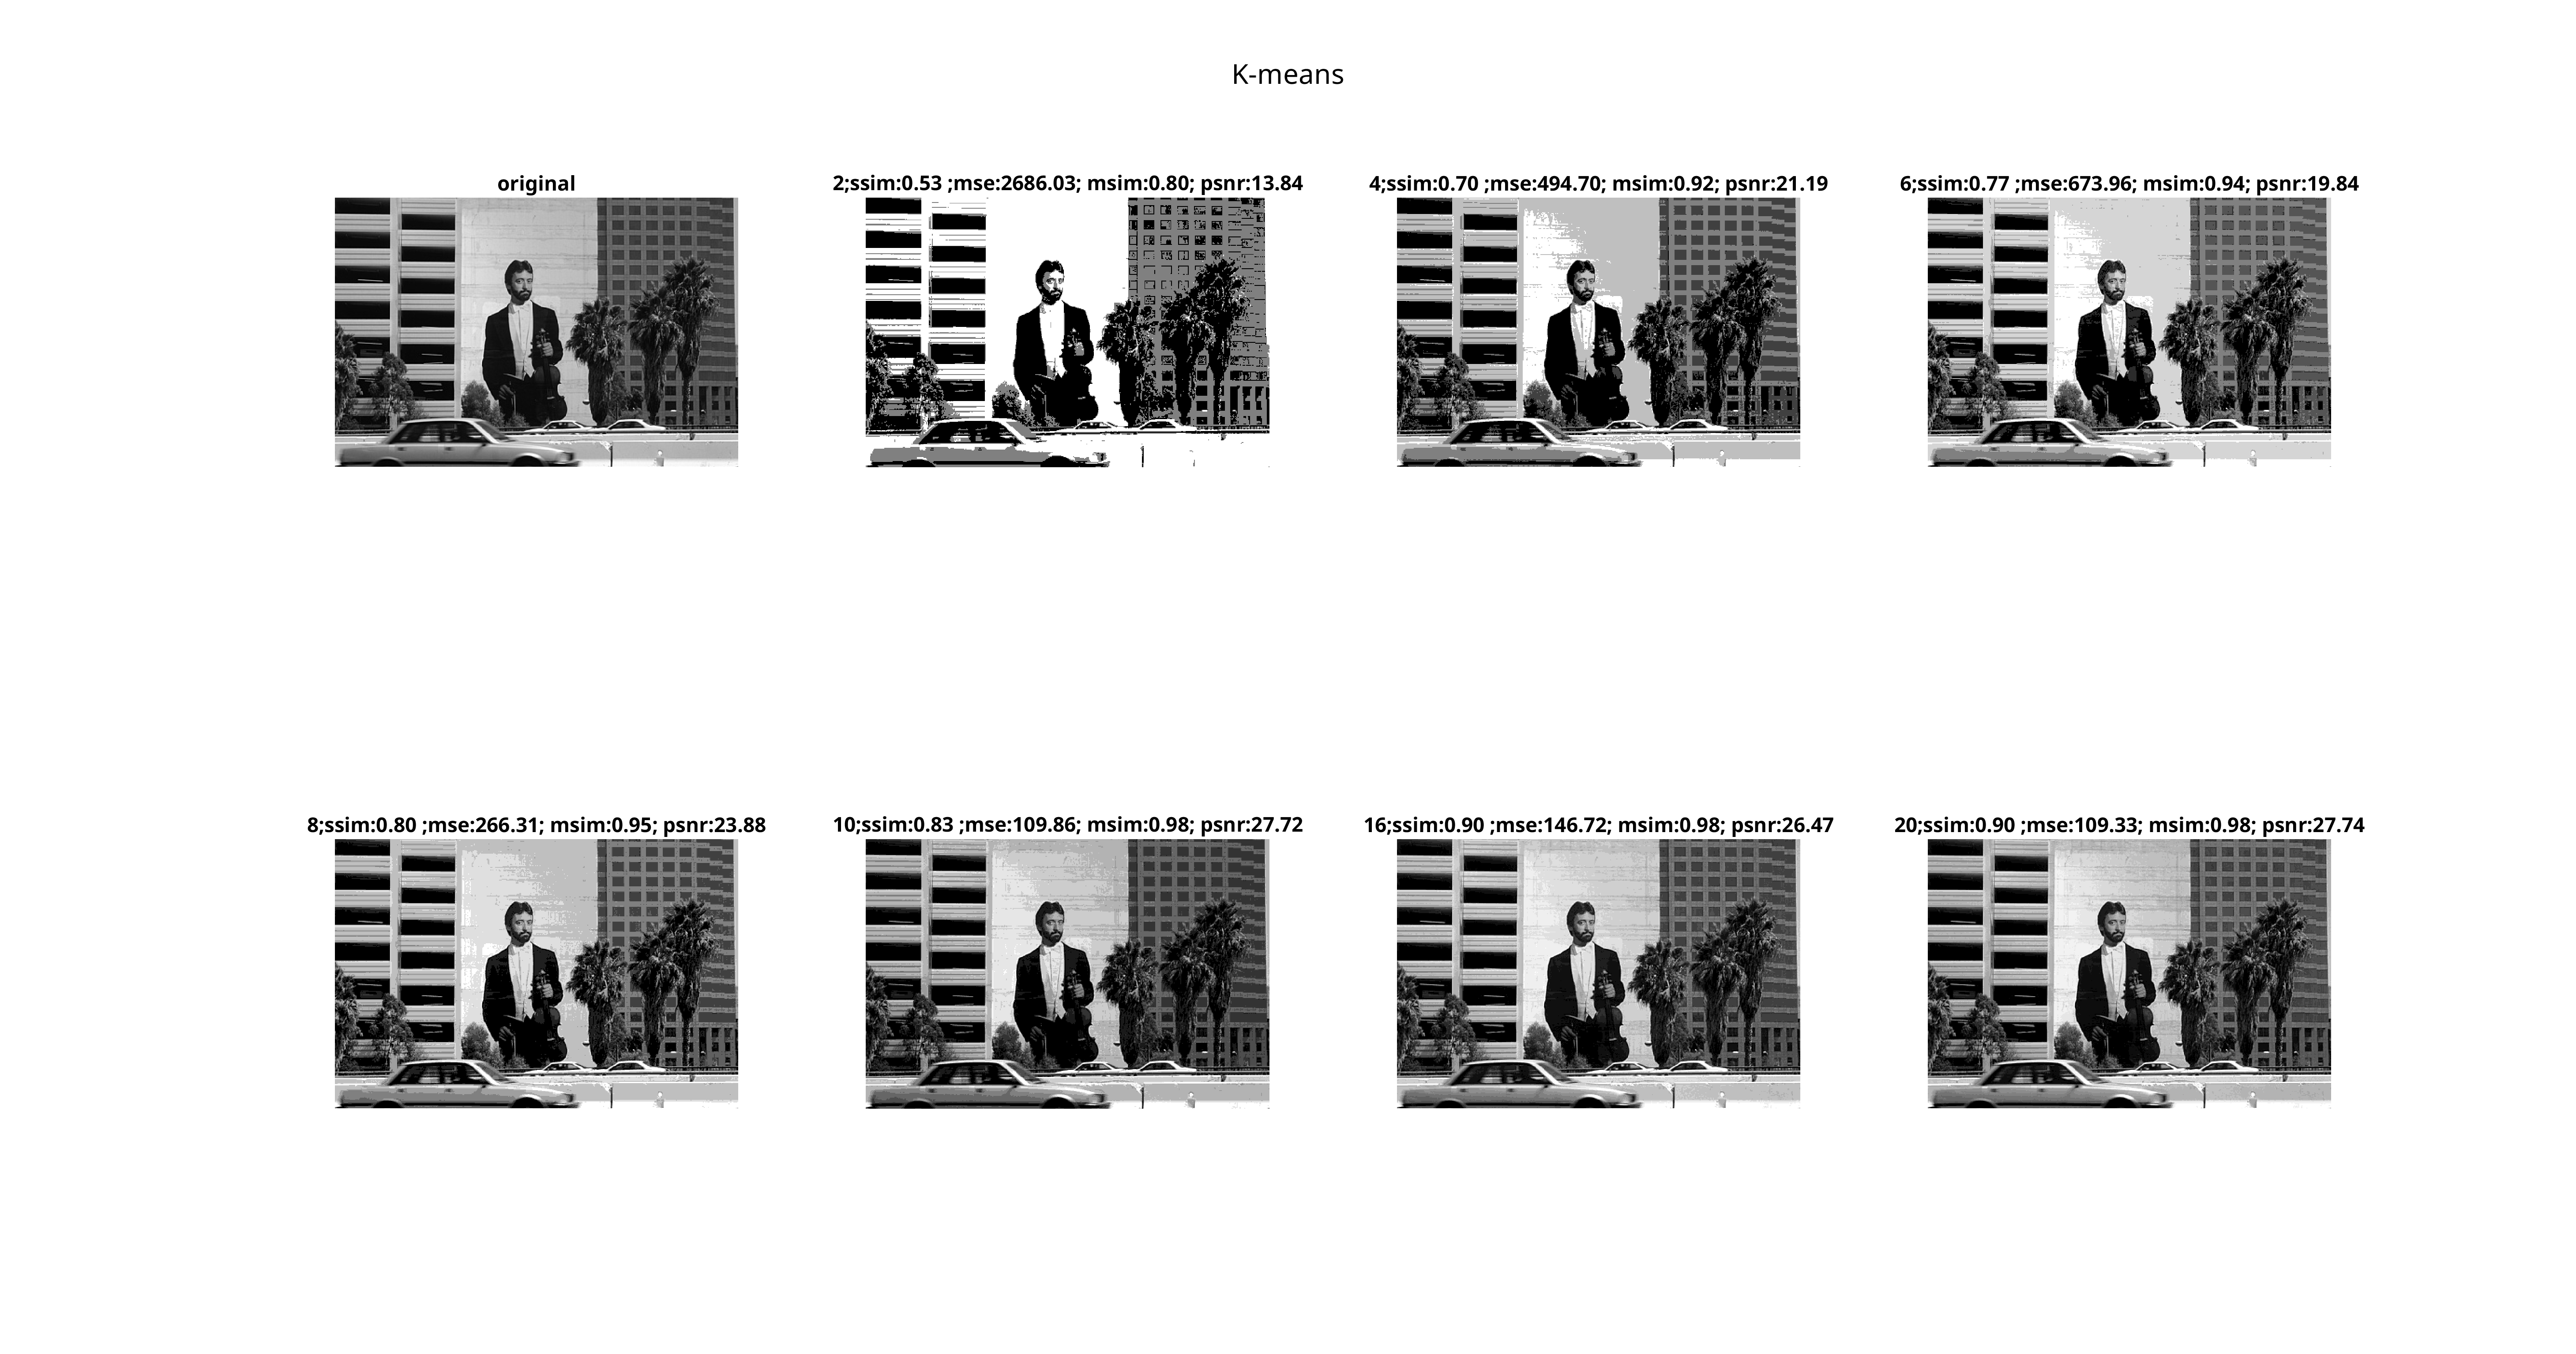 K-means
original
2;ssim:0.53 ;mse:2686.03; msim:0.80; psnr:13.84
4;ssim:0.70 ;mse:494.70; msim:0.92; psnr:21.19
6;ssim:0.77 ;mse:673.96; msim:0.94; psnr:19.84
8;ssim:0.80 ;mse:266.31; msim:0.95; psnr:23.88
10;ssim:0.83 ;mse:109.86; msim:0.98; psnr:27.72
16;ssim:0.90 ;mse:146.72; msim:0.98; psnr:26.47
20;ssim:0.90 ;mse:109.33; msim:0.98; psnr:27.74